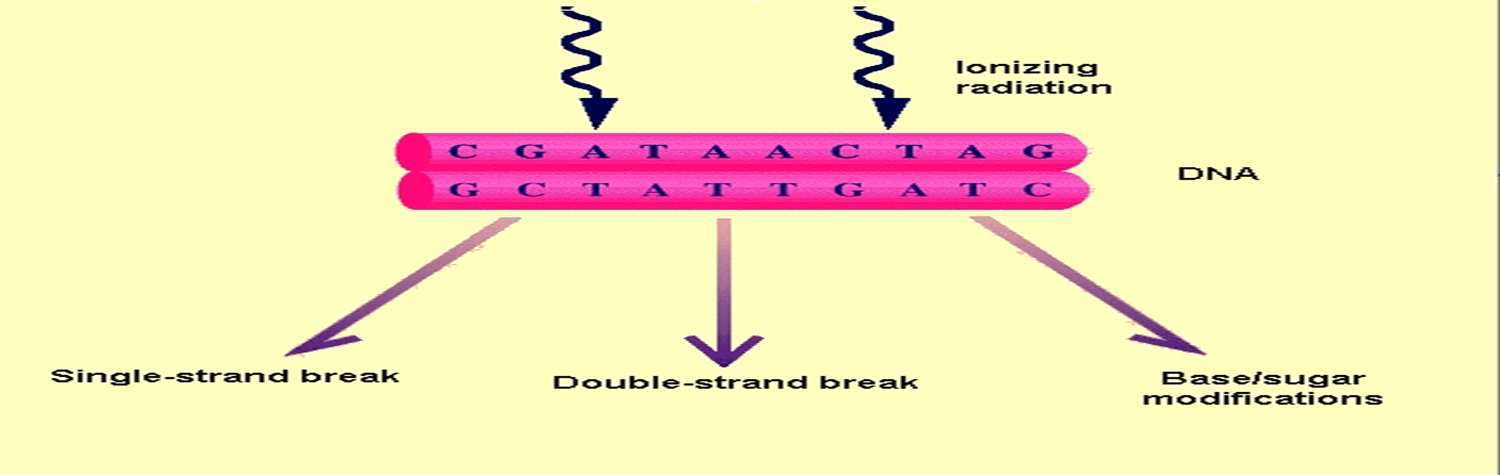 Ionizing
radiation
C G A T A A C T A G
G C T A T T G A T C
DNA
Single-strand break
Double-strand break
Base/sugar
modifications